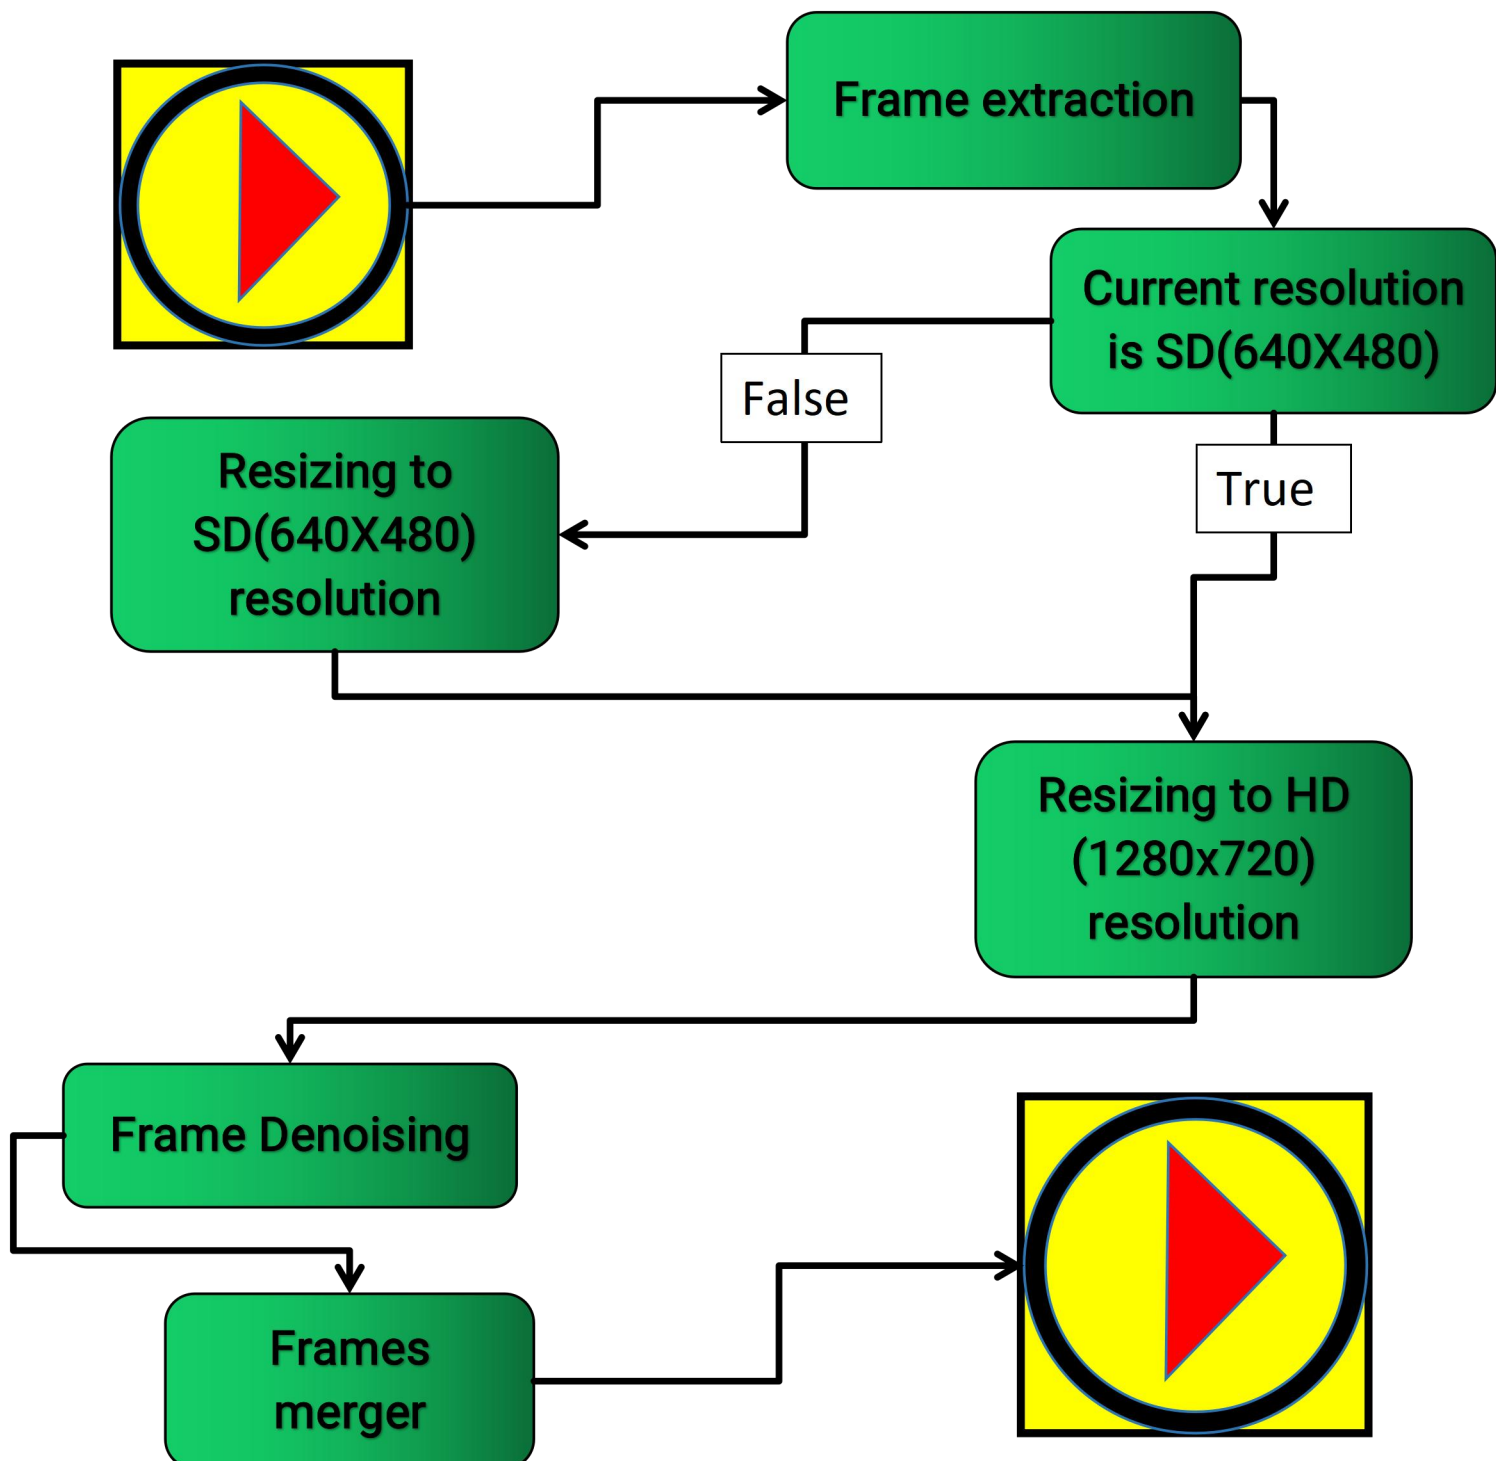 Frame extraction
Current resolution
is SD(640X480)
False
True
Resizing to
SD(640X480)
resolution
Resizing to HD
(1280x720)
resolution
Frame Denoising
Frames
merger